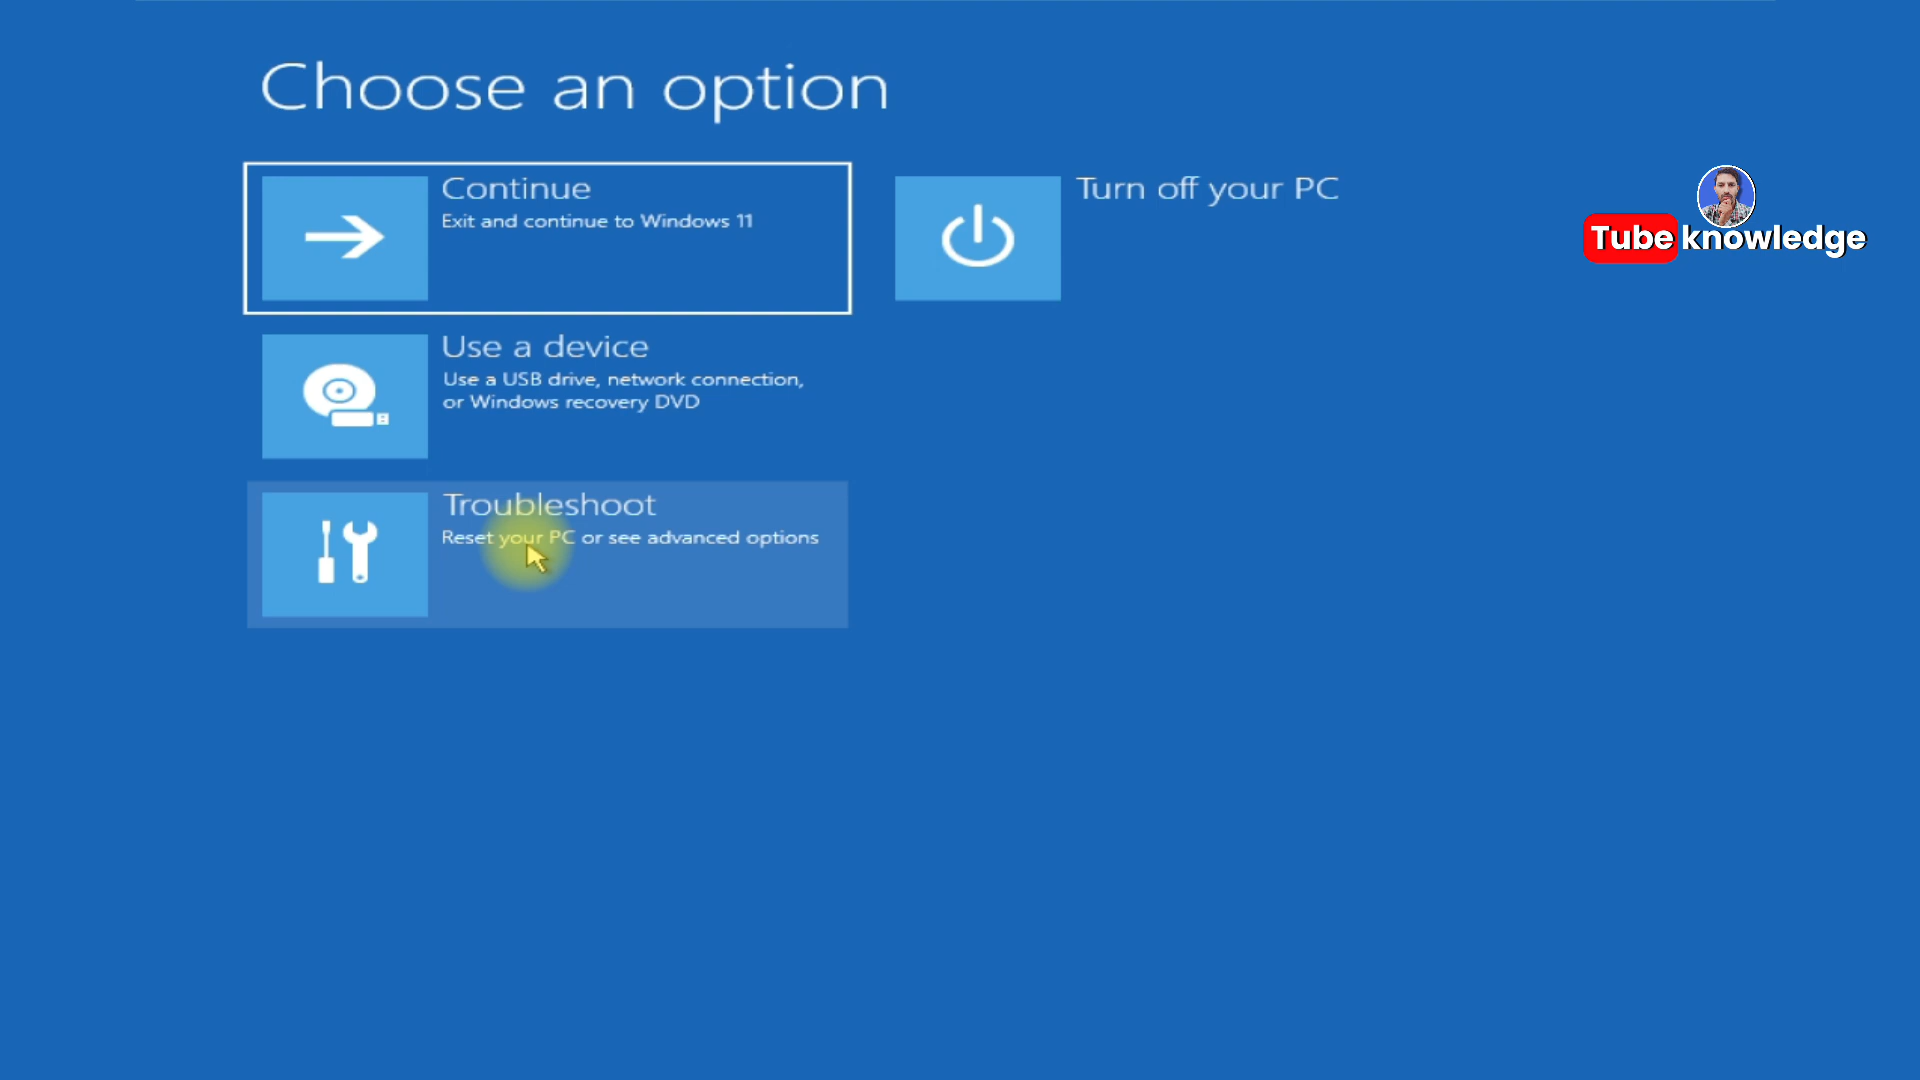 Choose an option
Continue
Exit and continue to Windows 11
Turn off your PC
Tube knowledge
Use a device
Use a USB drive, network connection,
or Windows recovery DVD
Troubleshoot
Reset your PC or see advanced options